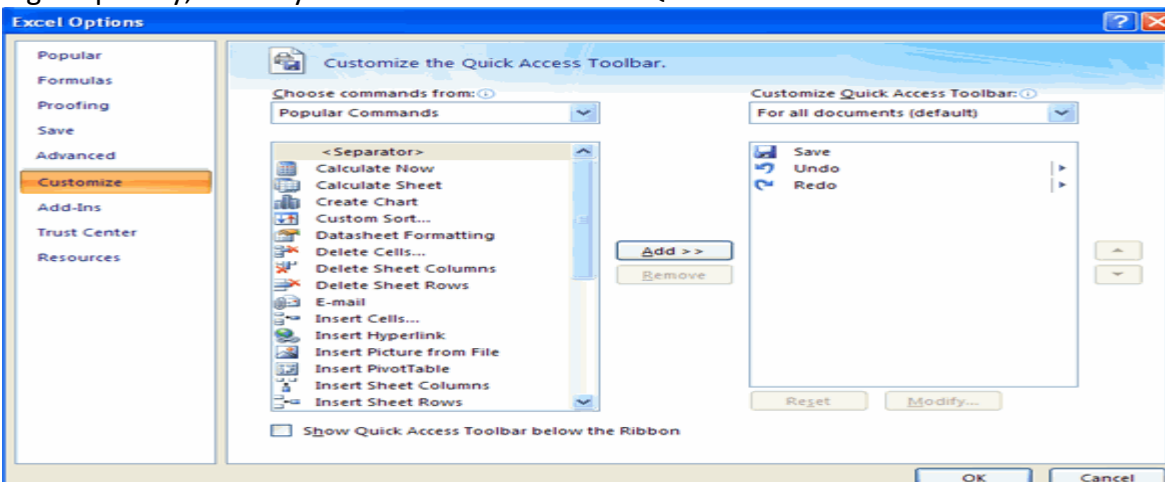 Excel Options
Popular
Formulas
Proofing
Save
Advanced
Customize
Add-Ins
Trust Center
Resources
Customize the Quick Access Toolbar.
Choose commands from:
Popular Commands
<Separator>
Calculate Now
Calculate Sheet
Create Chart
Custom Sort...
Datasheet Formatting
Delete Cells...
Delete Sheet Columns
Delete Sheet Rows
E-mail
Insert Cells...
Insert Hyperlink
Insert Picture from File
Insert PivotTable
Insert Sheet Columns
Insert Sheet Rows
Show Quick Access Toolbar below the Ribbon
Add >>
Remove
Customize Quick Access Toolbar:
For all documents (default)
Save
Undo
Redo
Reset
Modify...
OK
Cancel